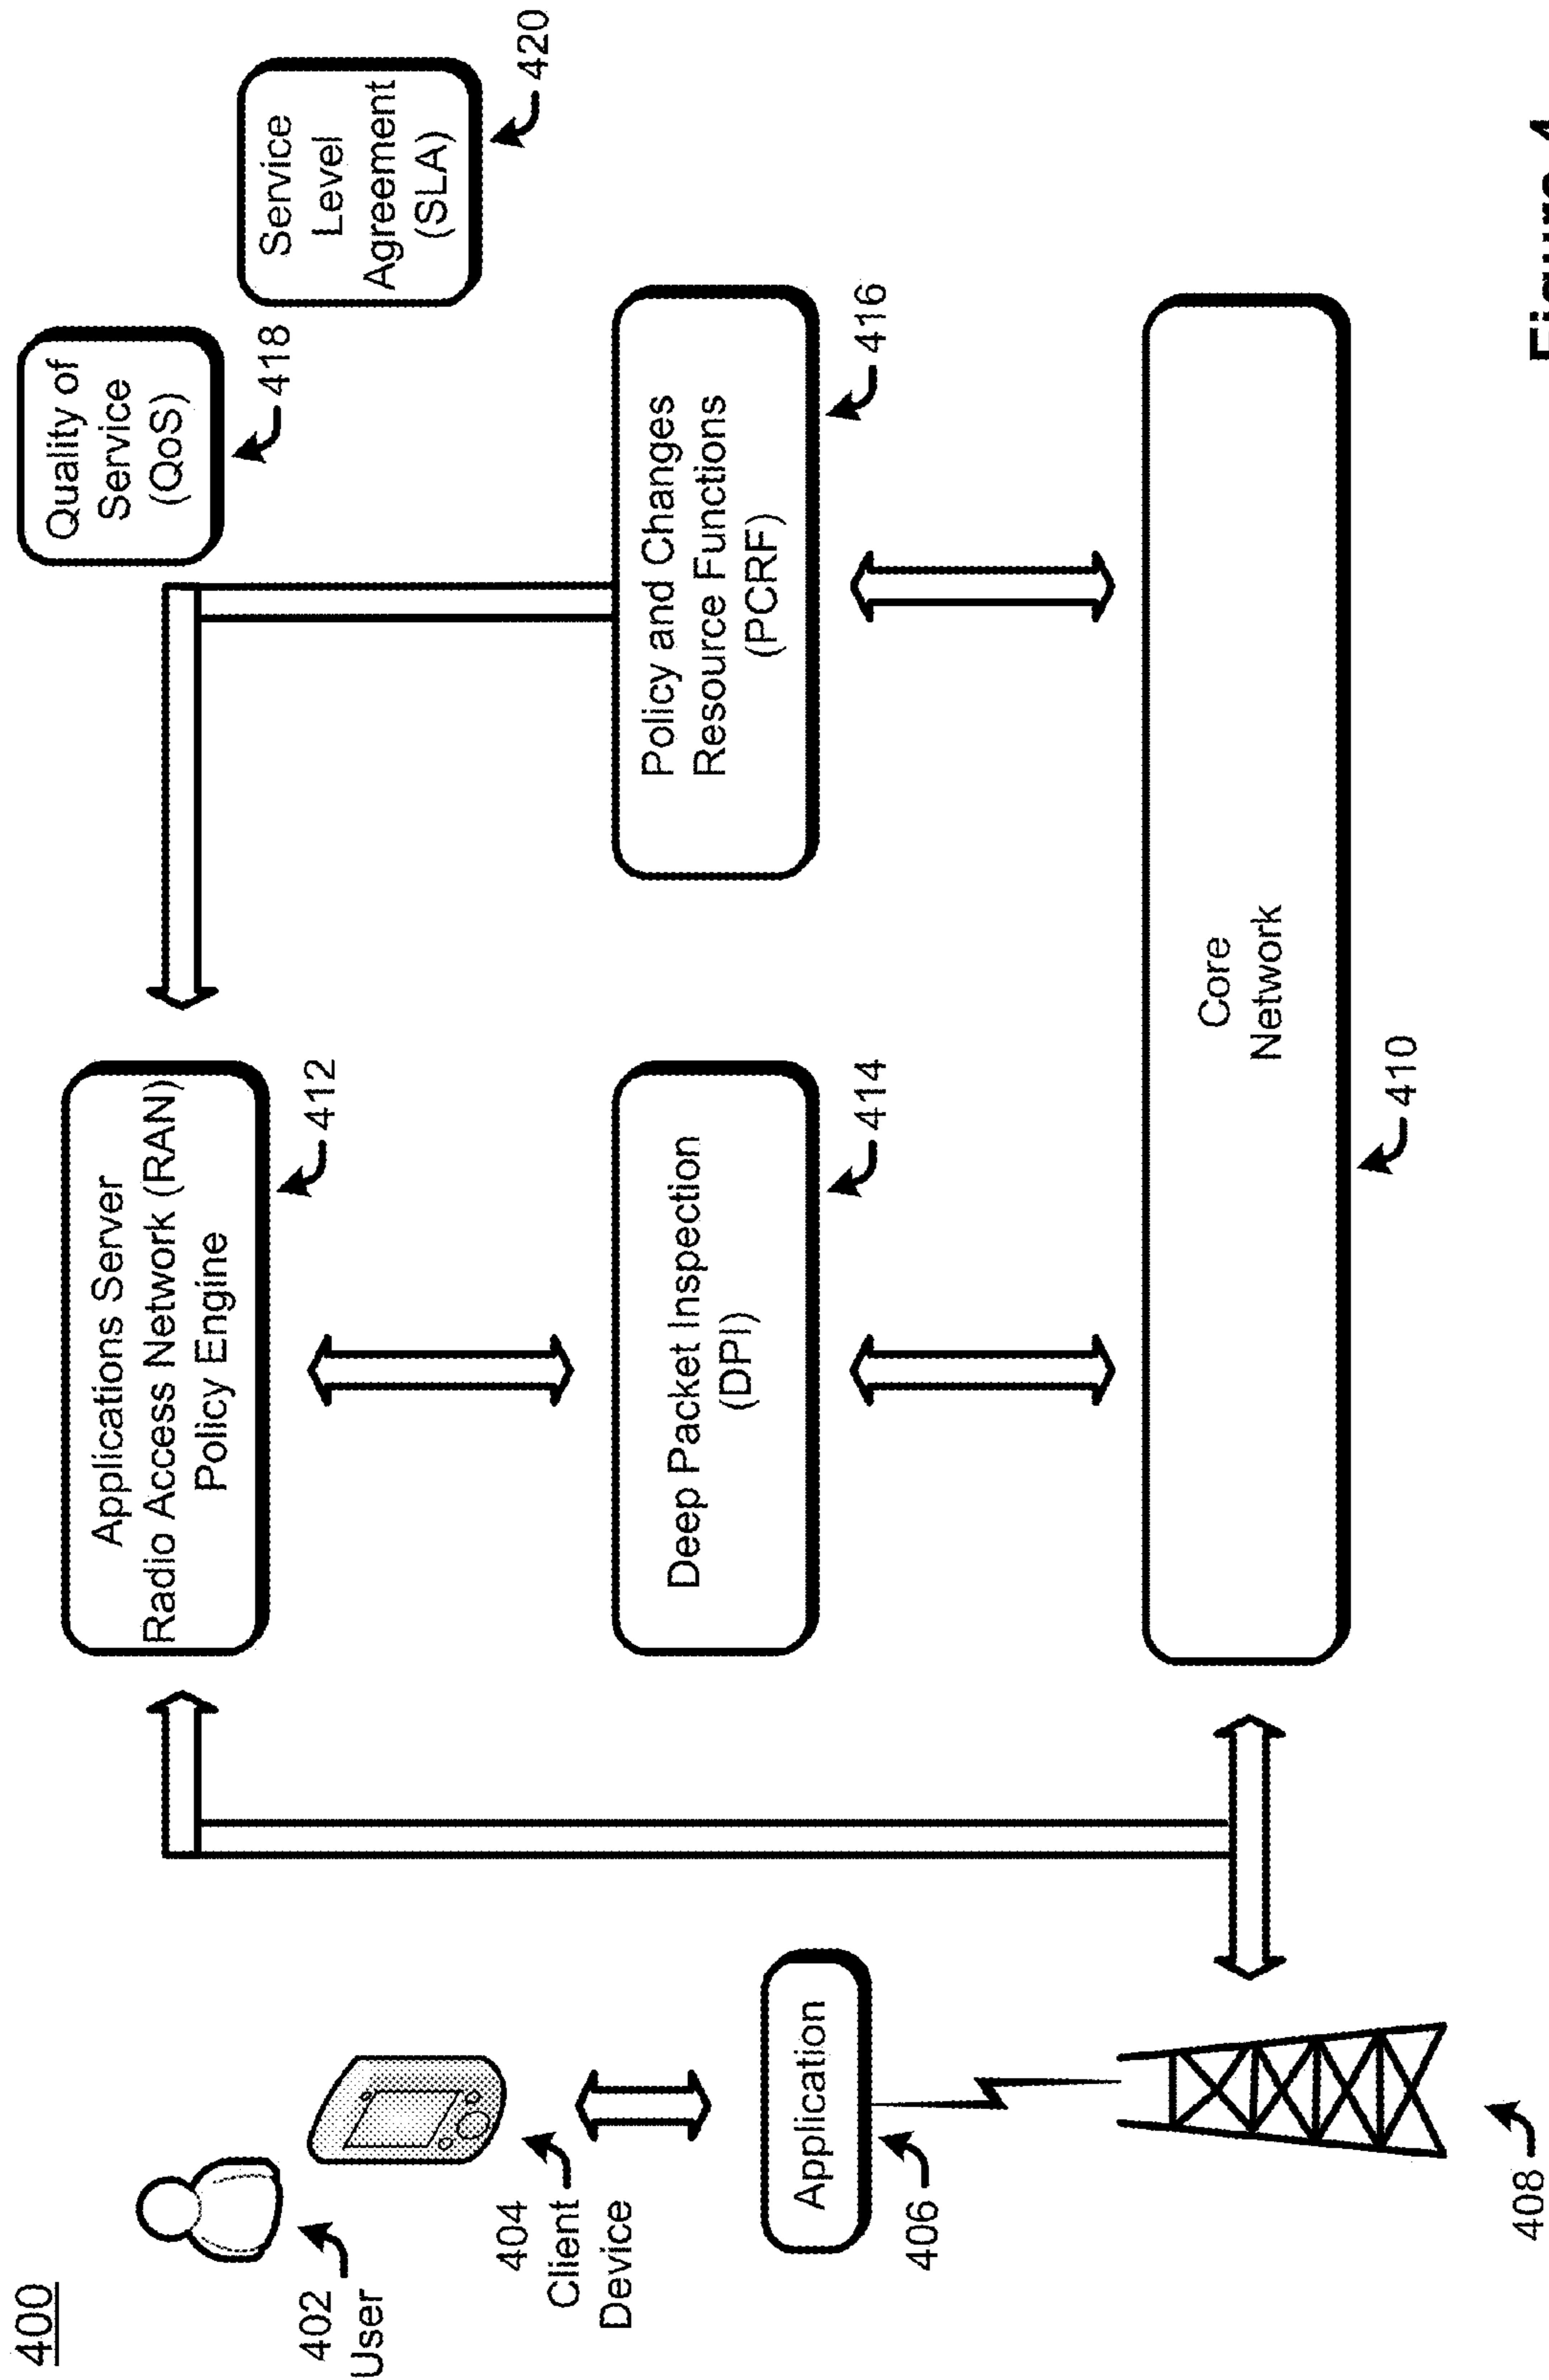 400
402
User
404
Client
Device
Application
406
408
Applications Server
Radio Access Network (RAN)
Policy Engine
412
Deep Packet Inspection
(DPI)
414
Quality of
Service
(QoS)
418
Service
Level
Agreement
(SLA)
420
Policy and Changes
Resource Functions
(PCRF)
416
Core
Network
410
Figure 4